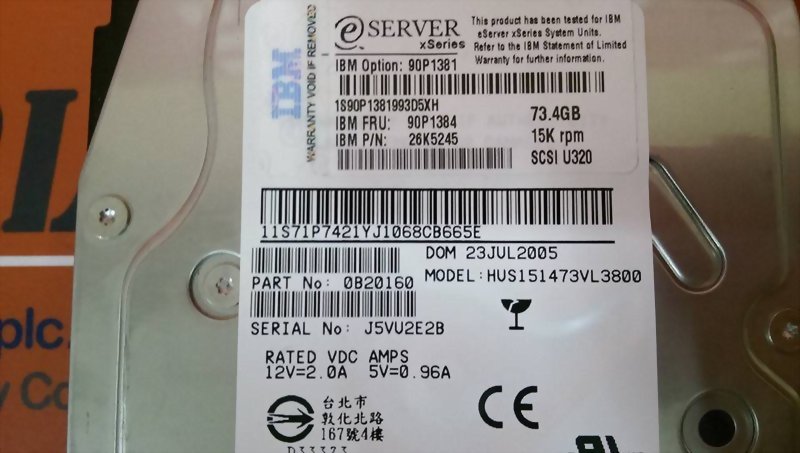 IBM
WARRANTY VOID IF REMOVED
e SERVER
xSeries
This product has been tested for IBM
eServer xSeries System Units.
Refer to the IBM Statement of Limited
Warranty for further information.
IBM Option: 90P1381
1S90P1381993D5XH
IBM FRU: 90P1384
IBM P/N: 26K5245
73.4GB
15K rpm
SCSI U320
11S71P7421YJ1068CB665E
DOM 23JUL2005
PART No: 0B20160
MODEL:HUS151473VL3800
SERIAL No: J5VU2E2B
RATED VDC AMPS
12V=2.0A 5V=0.96A
台北市
敦化北路
167號4樓
D33323
CE
plc.
y Co